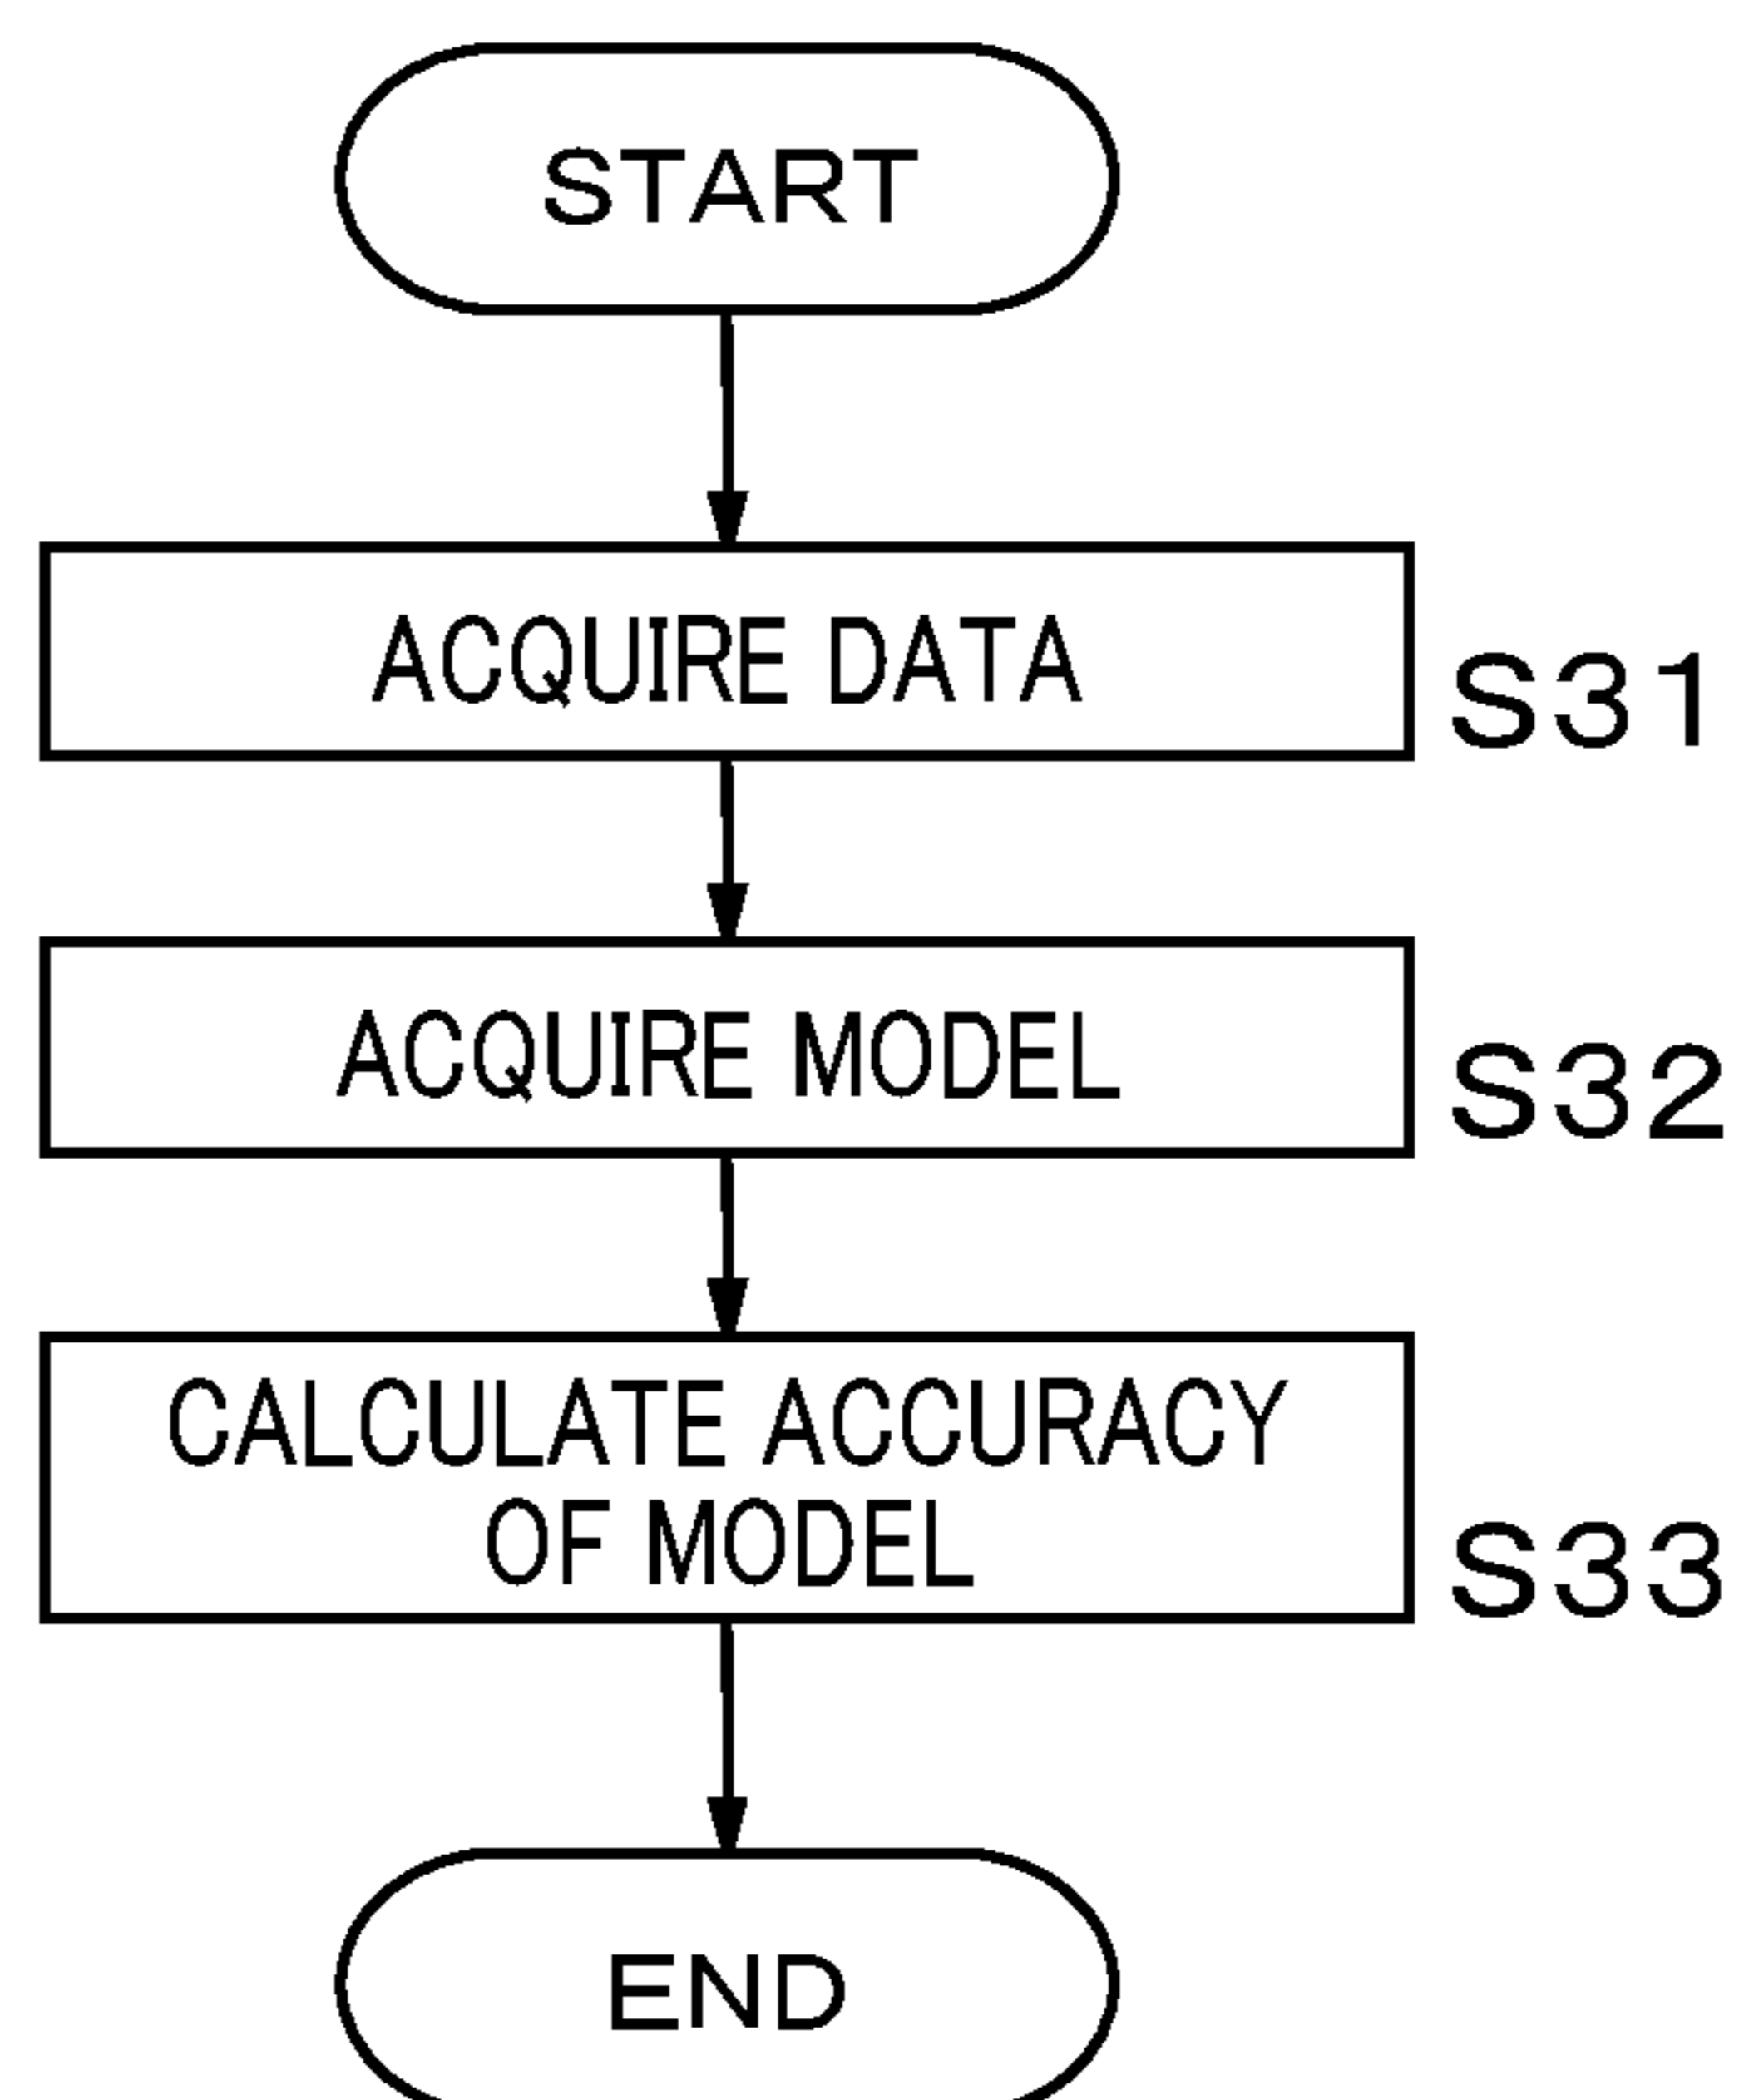 START
ACQUIRE DATA
S31
ACQUIRE MODEL
S32
CALCULATE ACCURACY
OF MODEL
S33
END